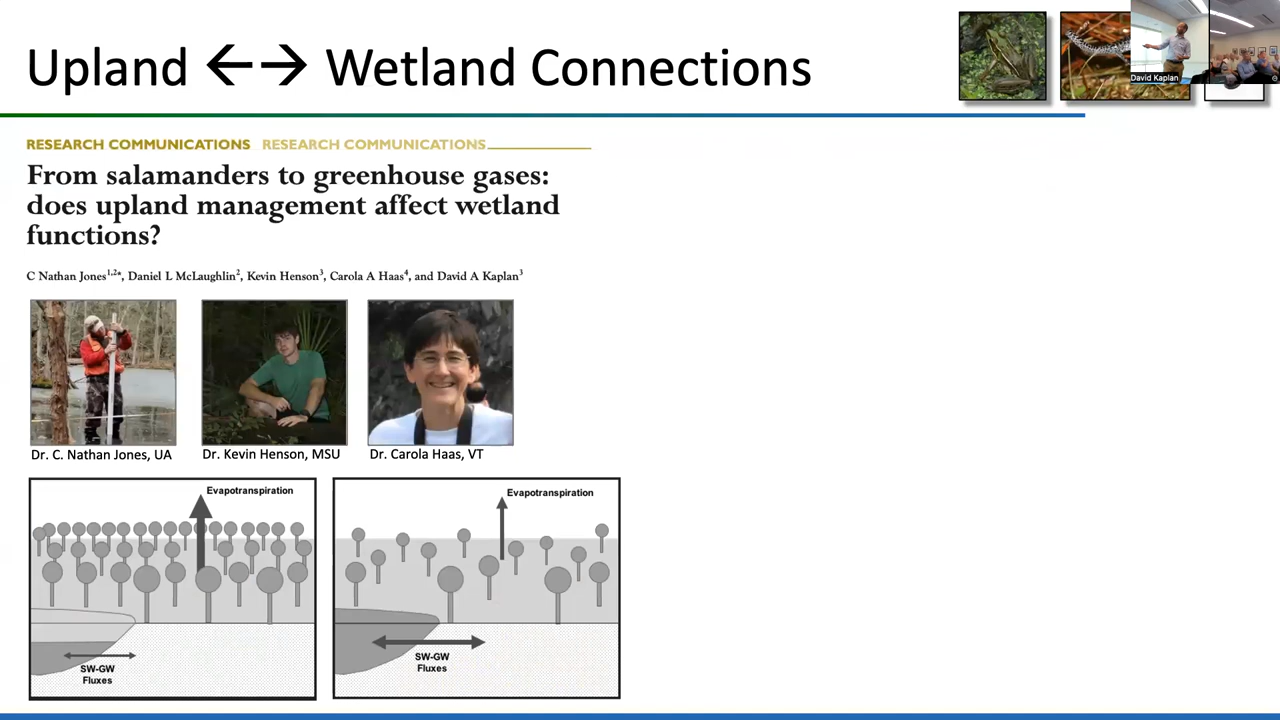 Upland ←→ Wetland Connections
David Kaplan
RESEARCH COMMUNICATIONS RESEARCH COMMUNICATIONS
From salamanders to greenhouse gases:
does upland management affect wetland
functions?
C Nathan Jones1,2*, Daniel L McLaughlin2, Kevin Henson3, Carola A Haas4, and David A Kaplan3
Dr. C. Nathan Jones, UA
Dr. Kevin Henson, MSU
Dr. Carola Haas, VT
Evapotranspiration
SW-GW
Fluxes
Evapotranspiration
SW-GW
Fluxes